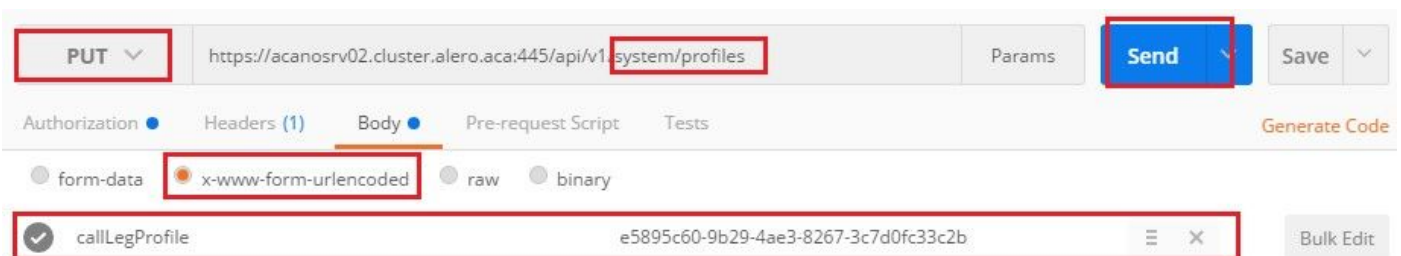 PUT https://acanosrv02.cluster.alero.aca:445/api/v1/system/profiles Params Send Save
Authorization Headers (1) Body Pre-request Script Tests Generate Code
form-data x-www-form-urlencoded raw binary
callLegProfile e5895c60-9b29-4ae3-8267-3c7d0fc33c2b Bulk Edit